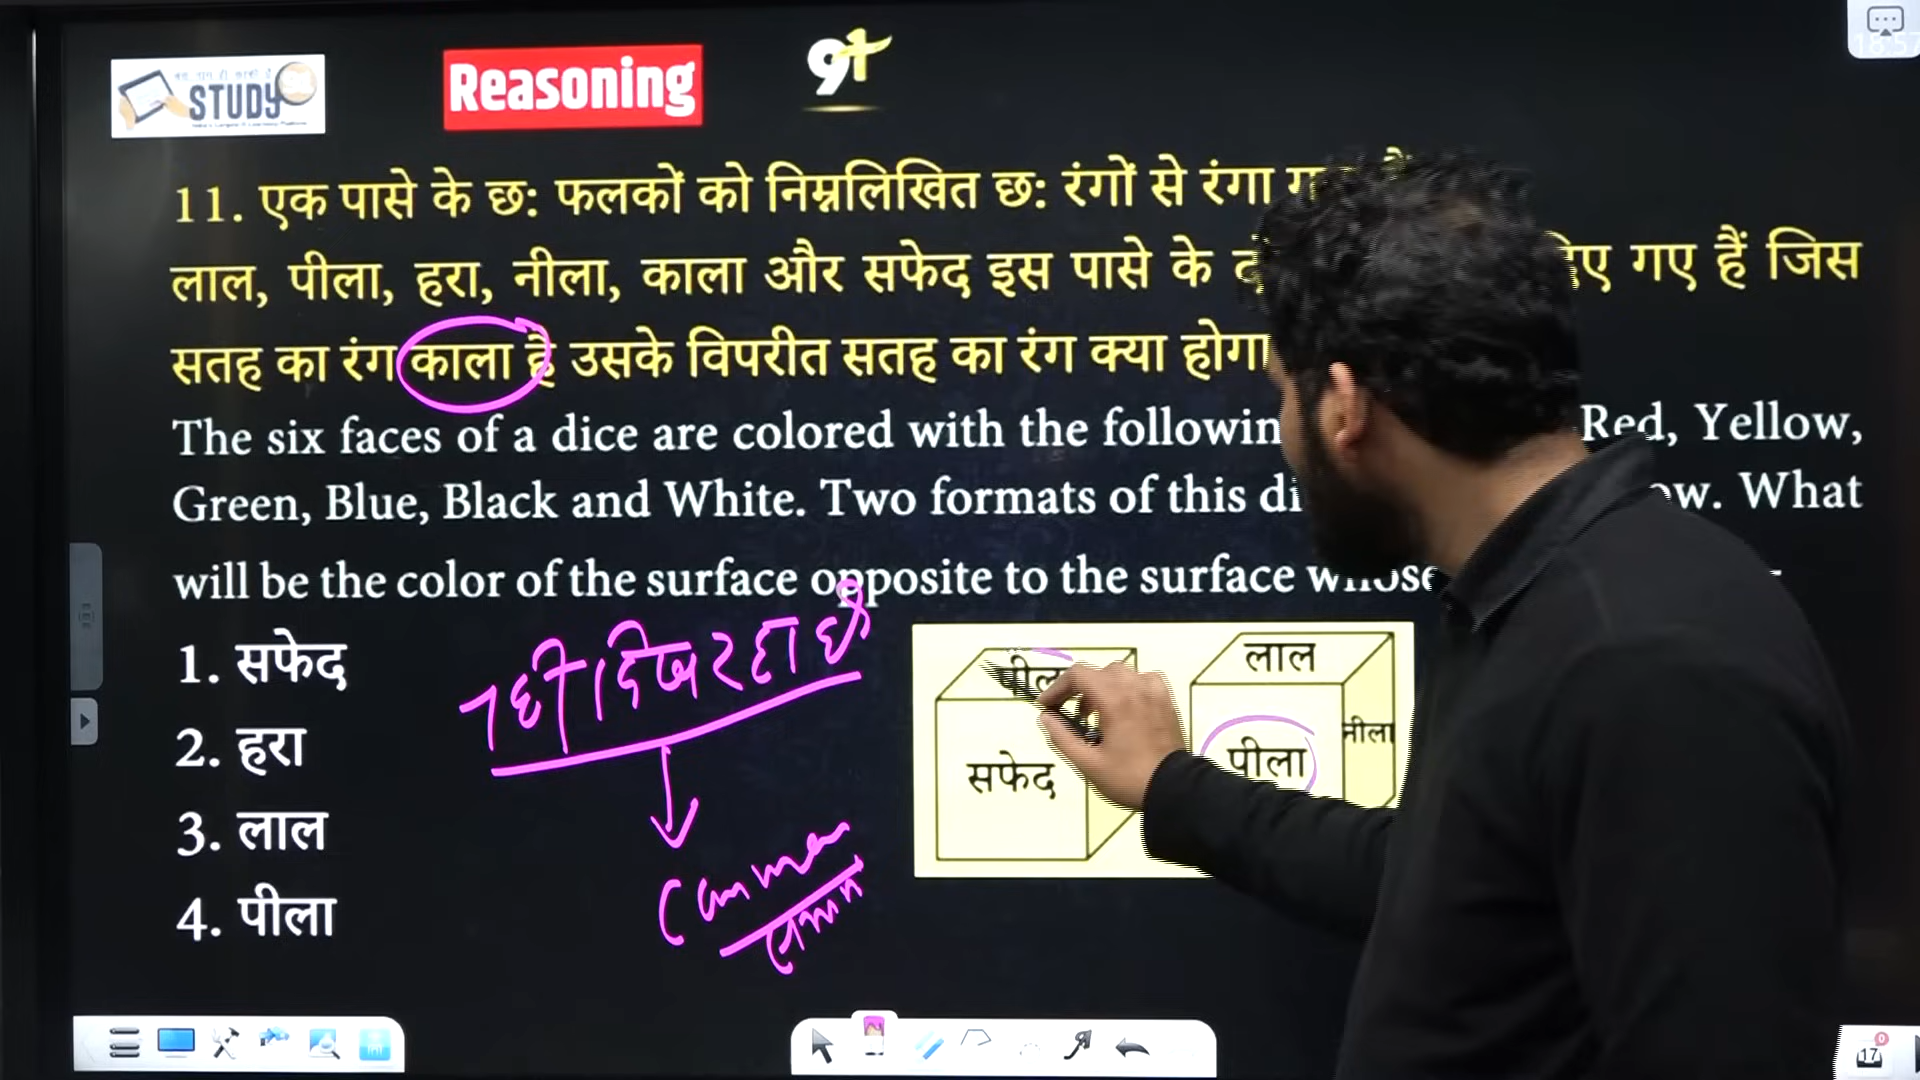 STUDY
Reasoning
9+
11. एक पासे के छ: फलकों को निम्नलिखित छ: रंगों से रंगा
लाल, पीला, हरा, नीला, काला और सफेद इस पासे के गए हैं जिस
सतह का रंग काला है उसके विपरीत सतह का रंग क्या होगा
The six faces of a dice are colored with the Red, Yellow,
Green, Blue, Black and White. Two formats of this What
will be the color of the surface opposite to the surface
1. सफेद
2. हरा
3. लाल
4. पीला
सफेद
लाल
पीला
नीला
17